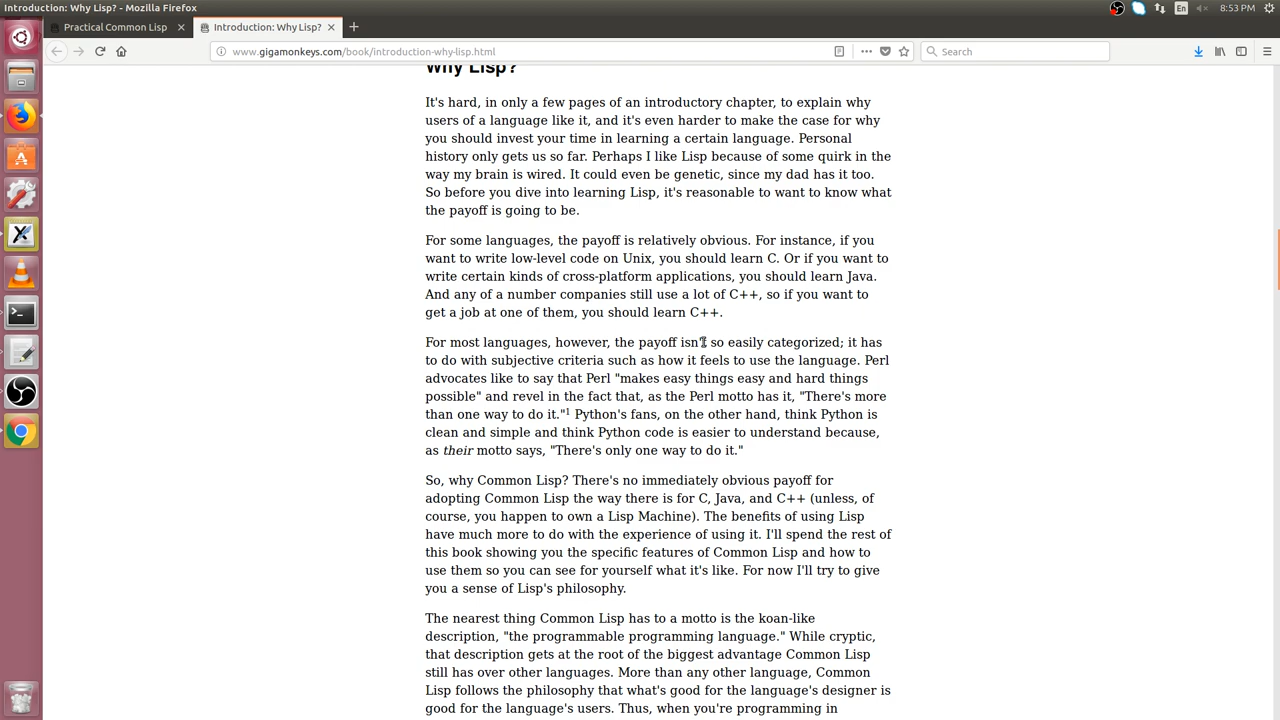 Introduction: Why Lisp? - Mozilla Firefox
En
8:53 PM
Practical Common Lisp
Introduction: Why Lisp?
www.gigamonkeys.com/book/introduction-why-lisp.html
Search
Why Lisp?
It's hard, in only a few pages of an introductory chapter, to explain why
users of a language like it, and it's even harder to make the case for why
you should invest your time in learning a certain language. Personal
history only gets us so far. Perhaps I like Lisp because of some quirk in the
way my brain is wired. It could even be genetic, since my dad has it too.
So before you dive into learning Lisp, it's reasonable to want to know what
the payoff is going to be.
For some languages, the payoff is relatively obvious. For instance, if you
want to write low-level code on Unix, you should learn C. Or if you want to
write certain kinds of cross-platform applications, you should learn Java.
And any of a number companies still use a lot of C++, so if you want to
get a job at one of them, you should learn C++.
For most languages, however, the payoff isn't so easily categorized; it has
to do with subjective criteria such as how it feels to use the language. Perl
advocates like to say that Perl "makes easy things easy and hard things
possible" and revel in the fact that, as the Perl motto has it, "There's more
than one way to do it."1 Python's fans, on the other hand, think Python is
clean and simple and think Python code is easier to understand because,
as their motto says, "There's only one way to do it."
So, why Common Lisp? There's no immediately obvious payoff for
adopting Common Lisp the way there is for C, Java, and C++ (unless, of
course, you happen to own a Lisp Machine). The benefits of using Lisp
have much more to do with the experience of using it. I'll spend the rest of
this book showing you the specific features of Common Lisp and how to
use them so you can see for yourself what it's like. For now I'll try to give
you a sense of Lisp's philosophy.
The nearest thing Common Lisp has to a motto is the koan-like
description, "the programmable programming language." While cryptic,
that description gets at the root of the biggest advantage Common Lisp
still has over other languages. More than any other language, Common
Lisp follows the philosophy that what's good for the language's designer is
good for the language's users. Thus, when you're programming in